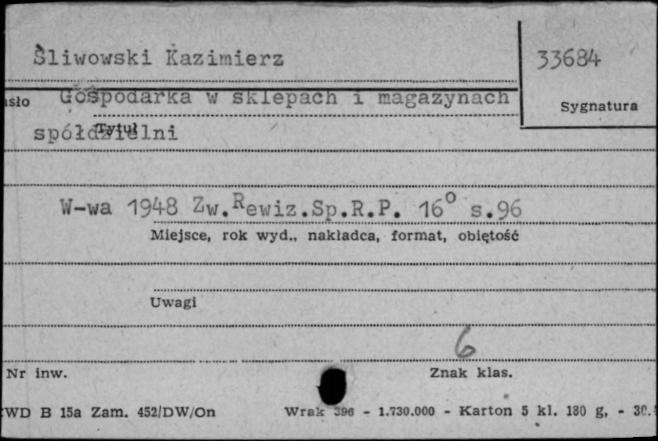 Śliwowski Kazimierz
33684
Gospodarka w sklepach i magazynach
Sygnatura
Tytuł
spółdzielni
W-wa 1948 Zw.Rewiz.Sp.R.P. 16° s.96
Miejsce, rok wyd., nakładca, format, objętość
Uwagi
6
Nr inw.
Znak klas.
B 15a Zam. 452/DW/On
Wrak 396 - 1.730.000 - Karton 5 kl. 180 g, -